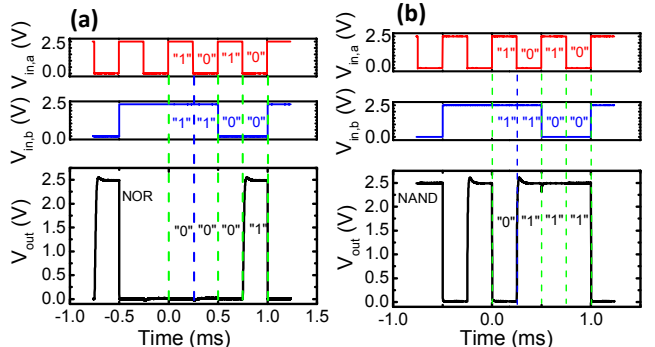 (a)
V_in,a (V)
2.5
0.0
"1" "0" "1" "0"
V_in,b (V)
2.5
0.0
"1" "1" "0" "0"
V_out (V)
2.5
2.0
1.5
1.0
0.5
0.0
NOR
"0" "0" "0" "1"
-1.0 -0.5 0.0 0.5 1.0 1.5
Time (ms)
(b)
V_in,a (V)
2.5
0.0
"1" "0" "1" "0"
V_in,b (V)
2.5
0.0
"1" "1" "0" "0"
V_out (V)
2.5
2.0
1.5
1.0
0.5
0.0
NAND
"0" "1" "1" "1"
-1.0 0.0 1.0
Time (ms)